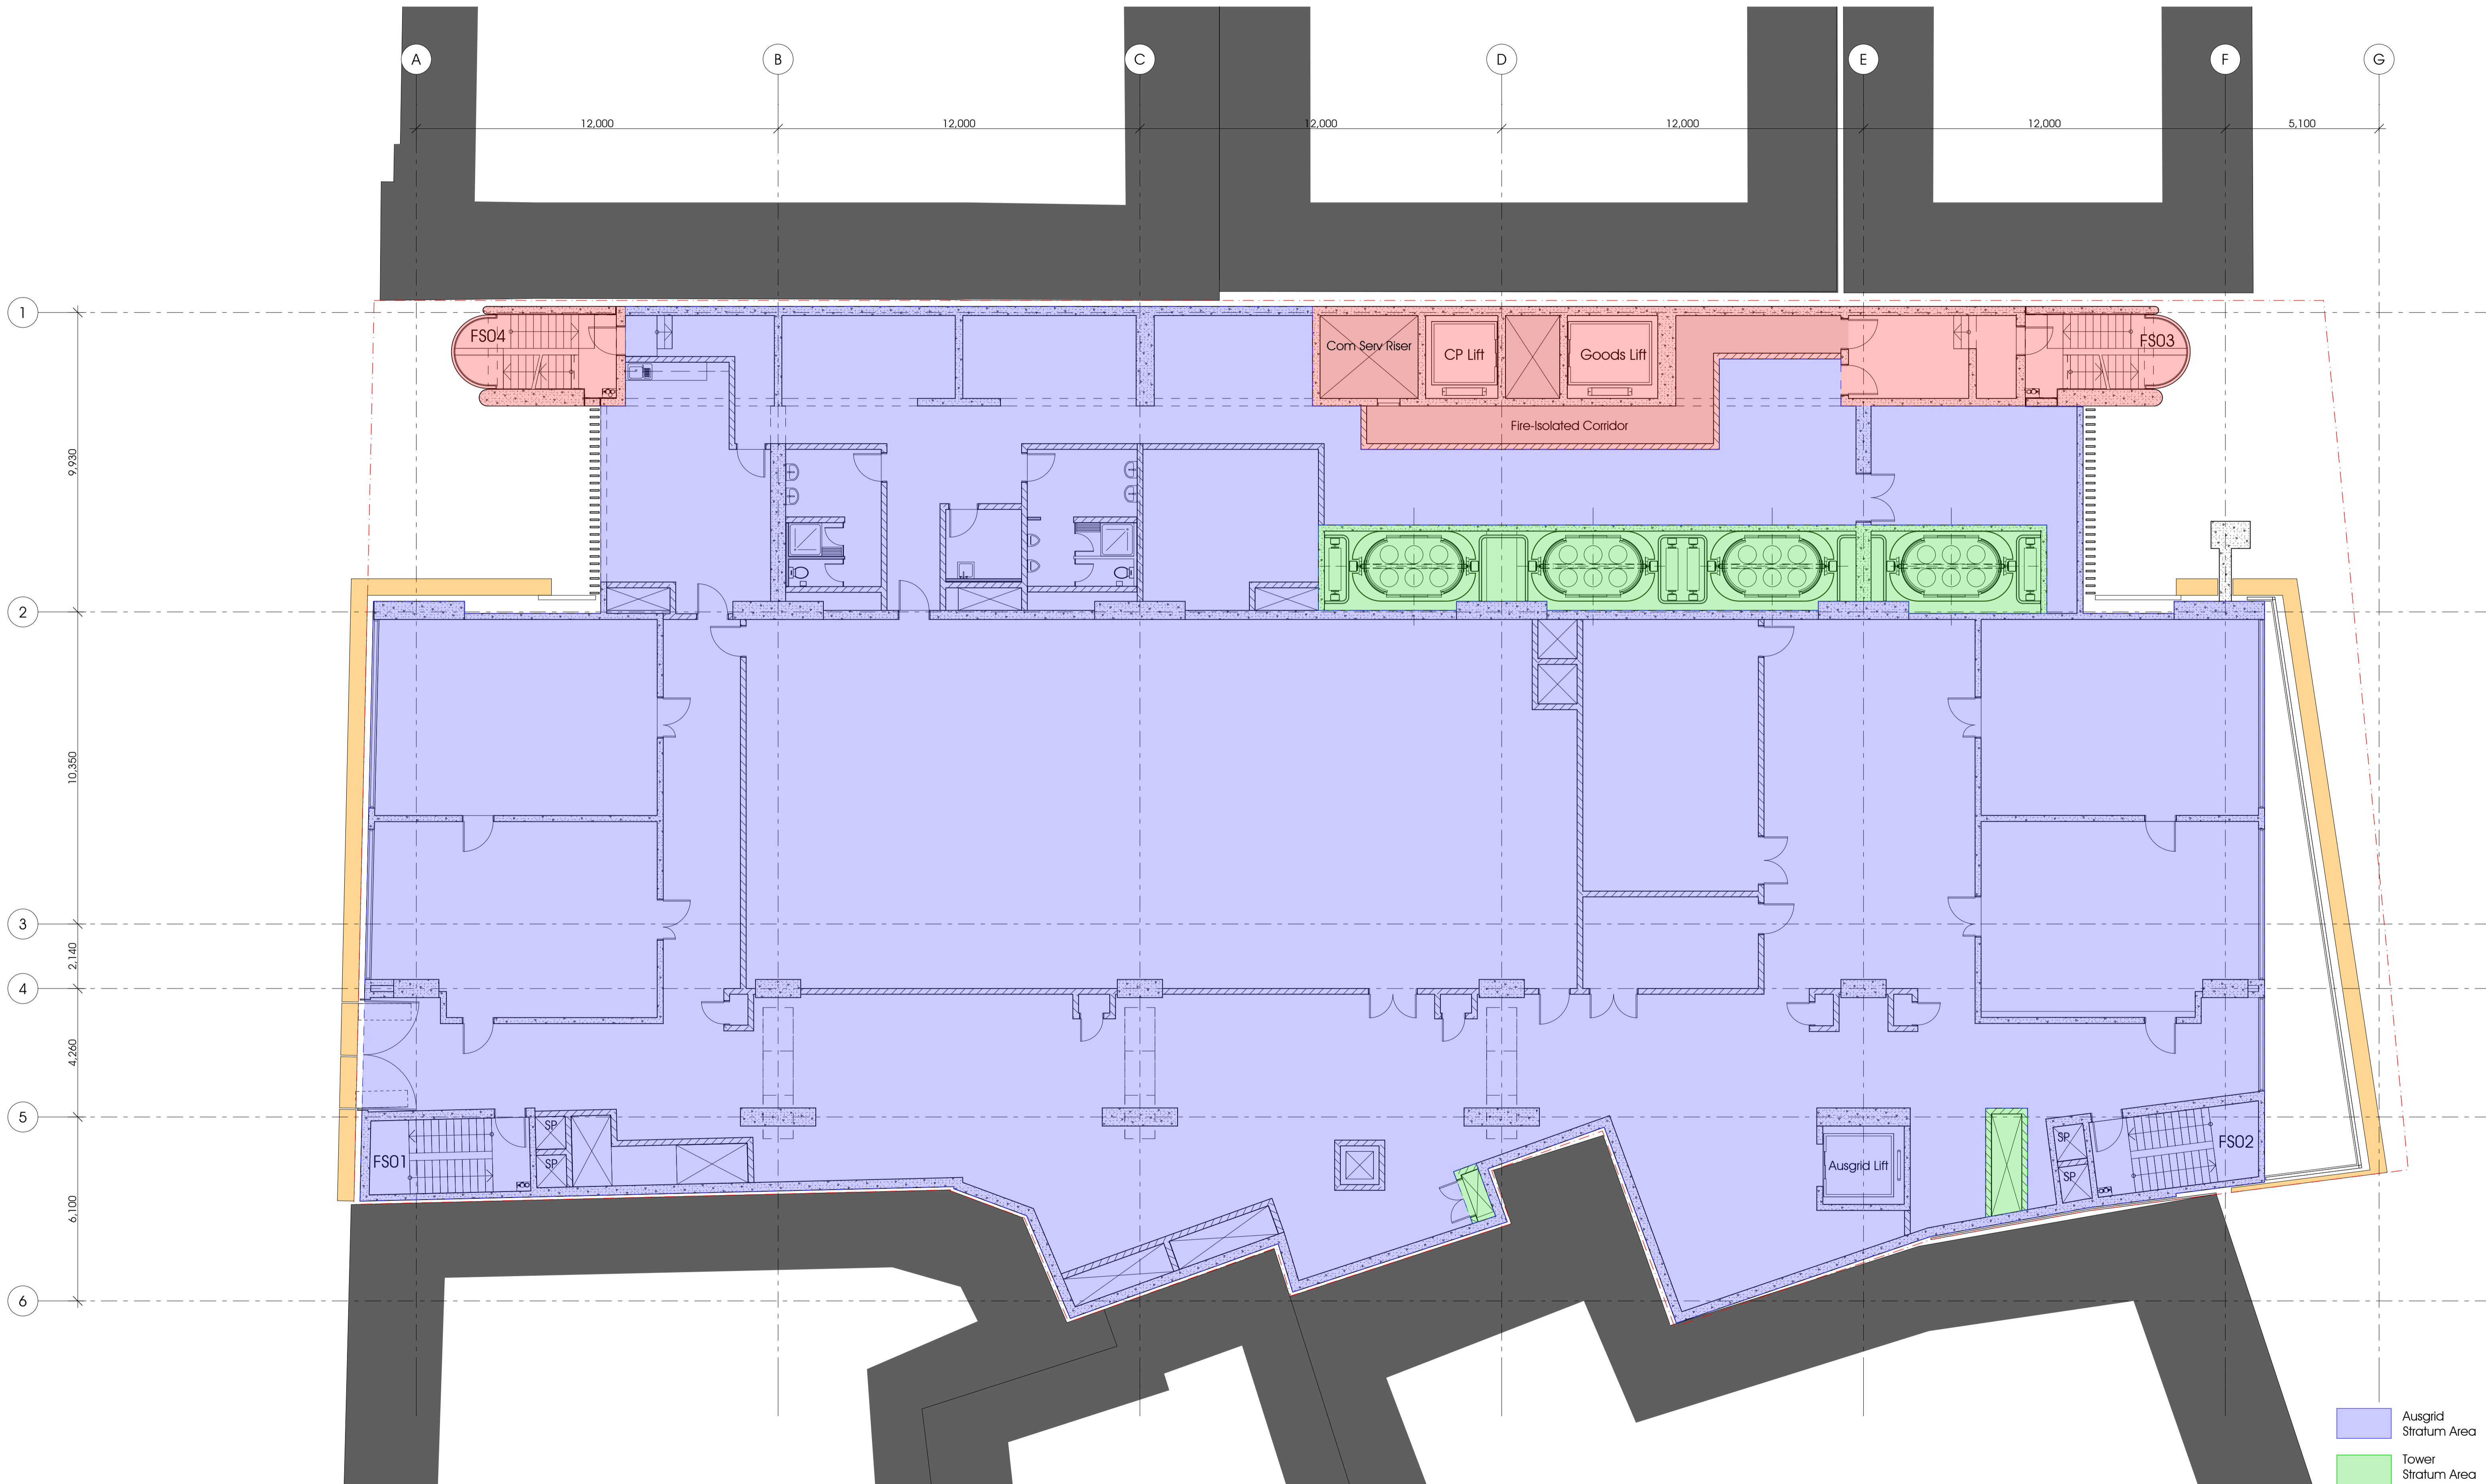 A B C D E F G
12,000 12,000 12,000 12,000 12,000 5,100
1
FS04
Com Serv Riser
CP Lift
Goods Lift
FS03
Fire-Isolated Corridor
9,930
2
10,350
3
2,140
4
4,260
5
SP
SP
FS01
SP
SP
FS02
Ausgrid Lift
6,100
6
Ausgrid
Stratum Area
Tower
Stratum Area